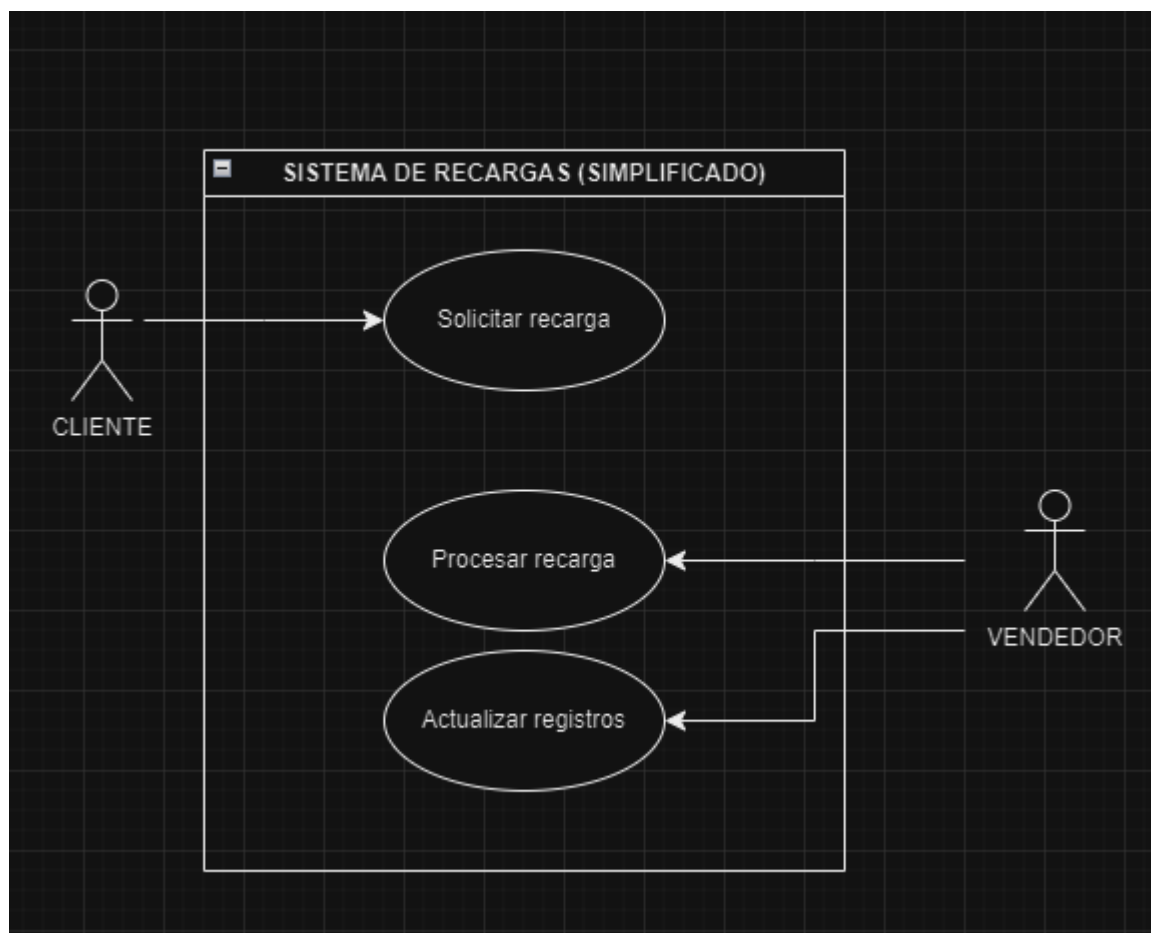 SISTEMA DE RECARGAS (SIMPLIFICADO)
Solicitar recarga
CLIENTE
Procesar recarga
VENDEDOR
Actualizar registros